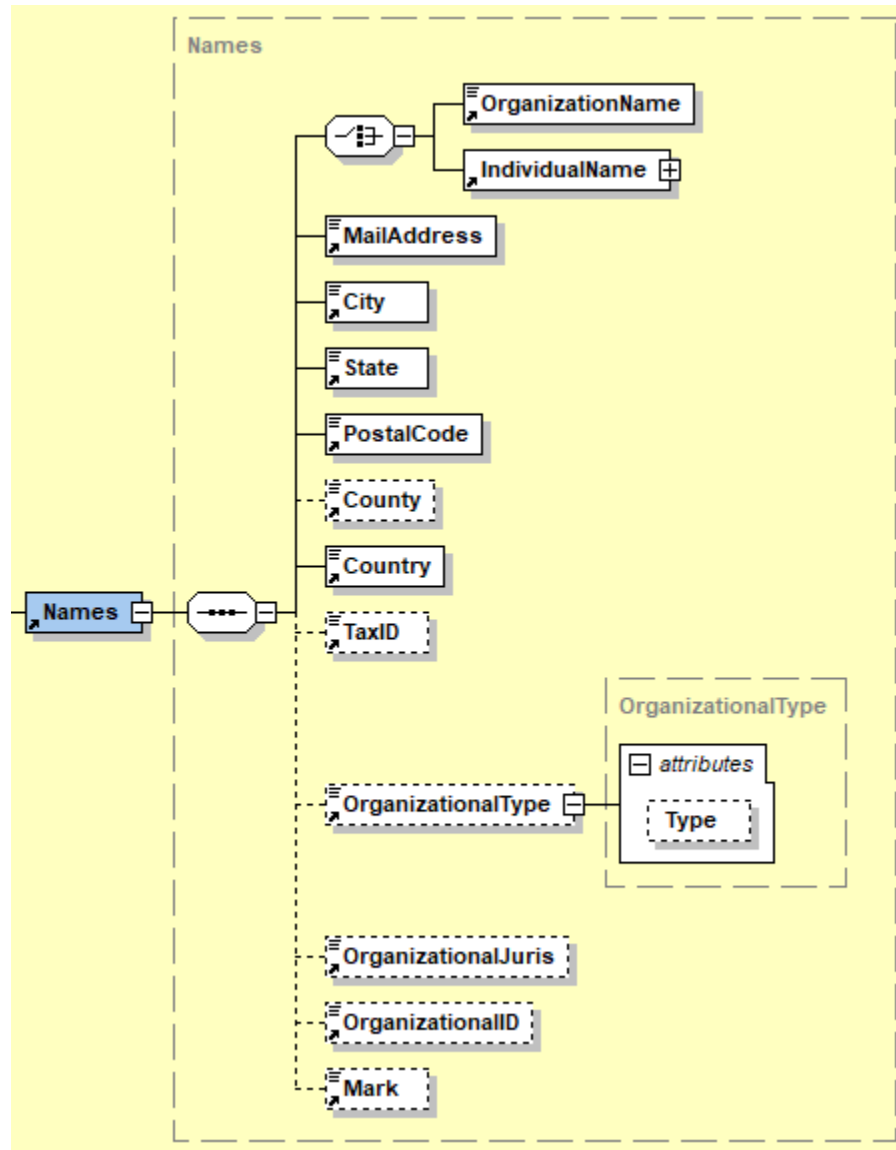 Names
OrganizationName
IndividualName
MailAddress
City
State
PostalCode
County
Country
Names
TaxID
OrganizationalType
attributes
OrganizationalType
Type
OrganizationalJuris
OrganizationalID
Mark